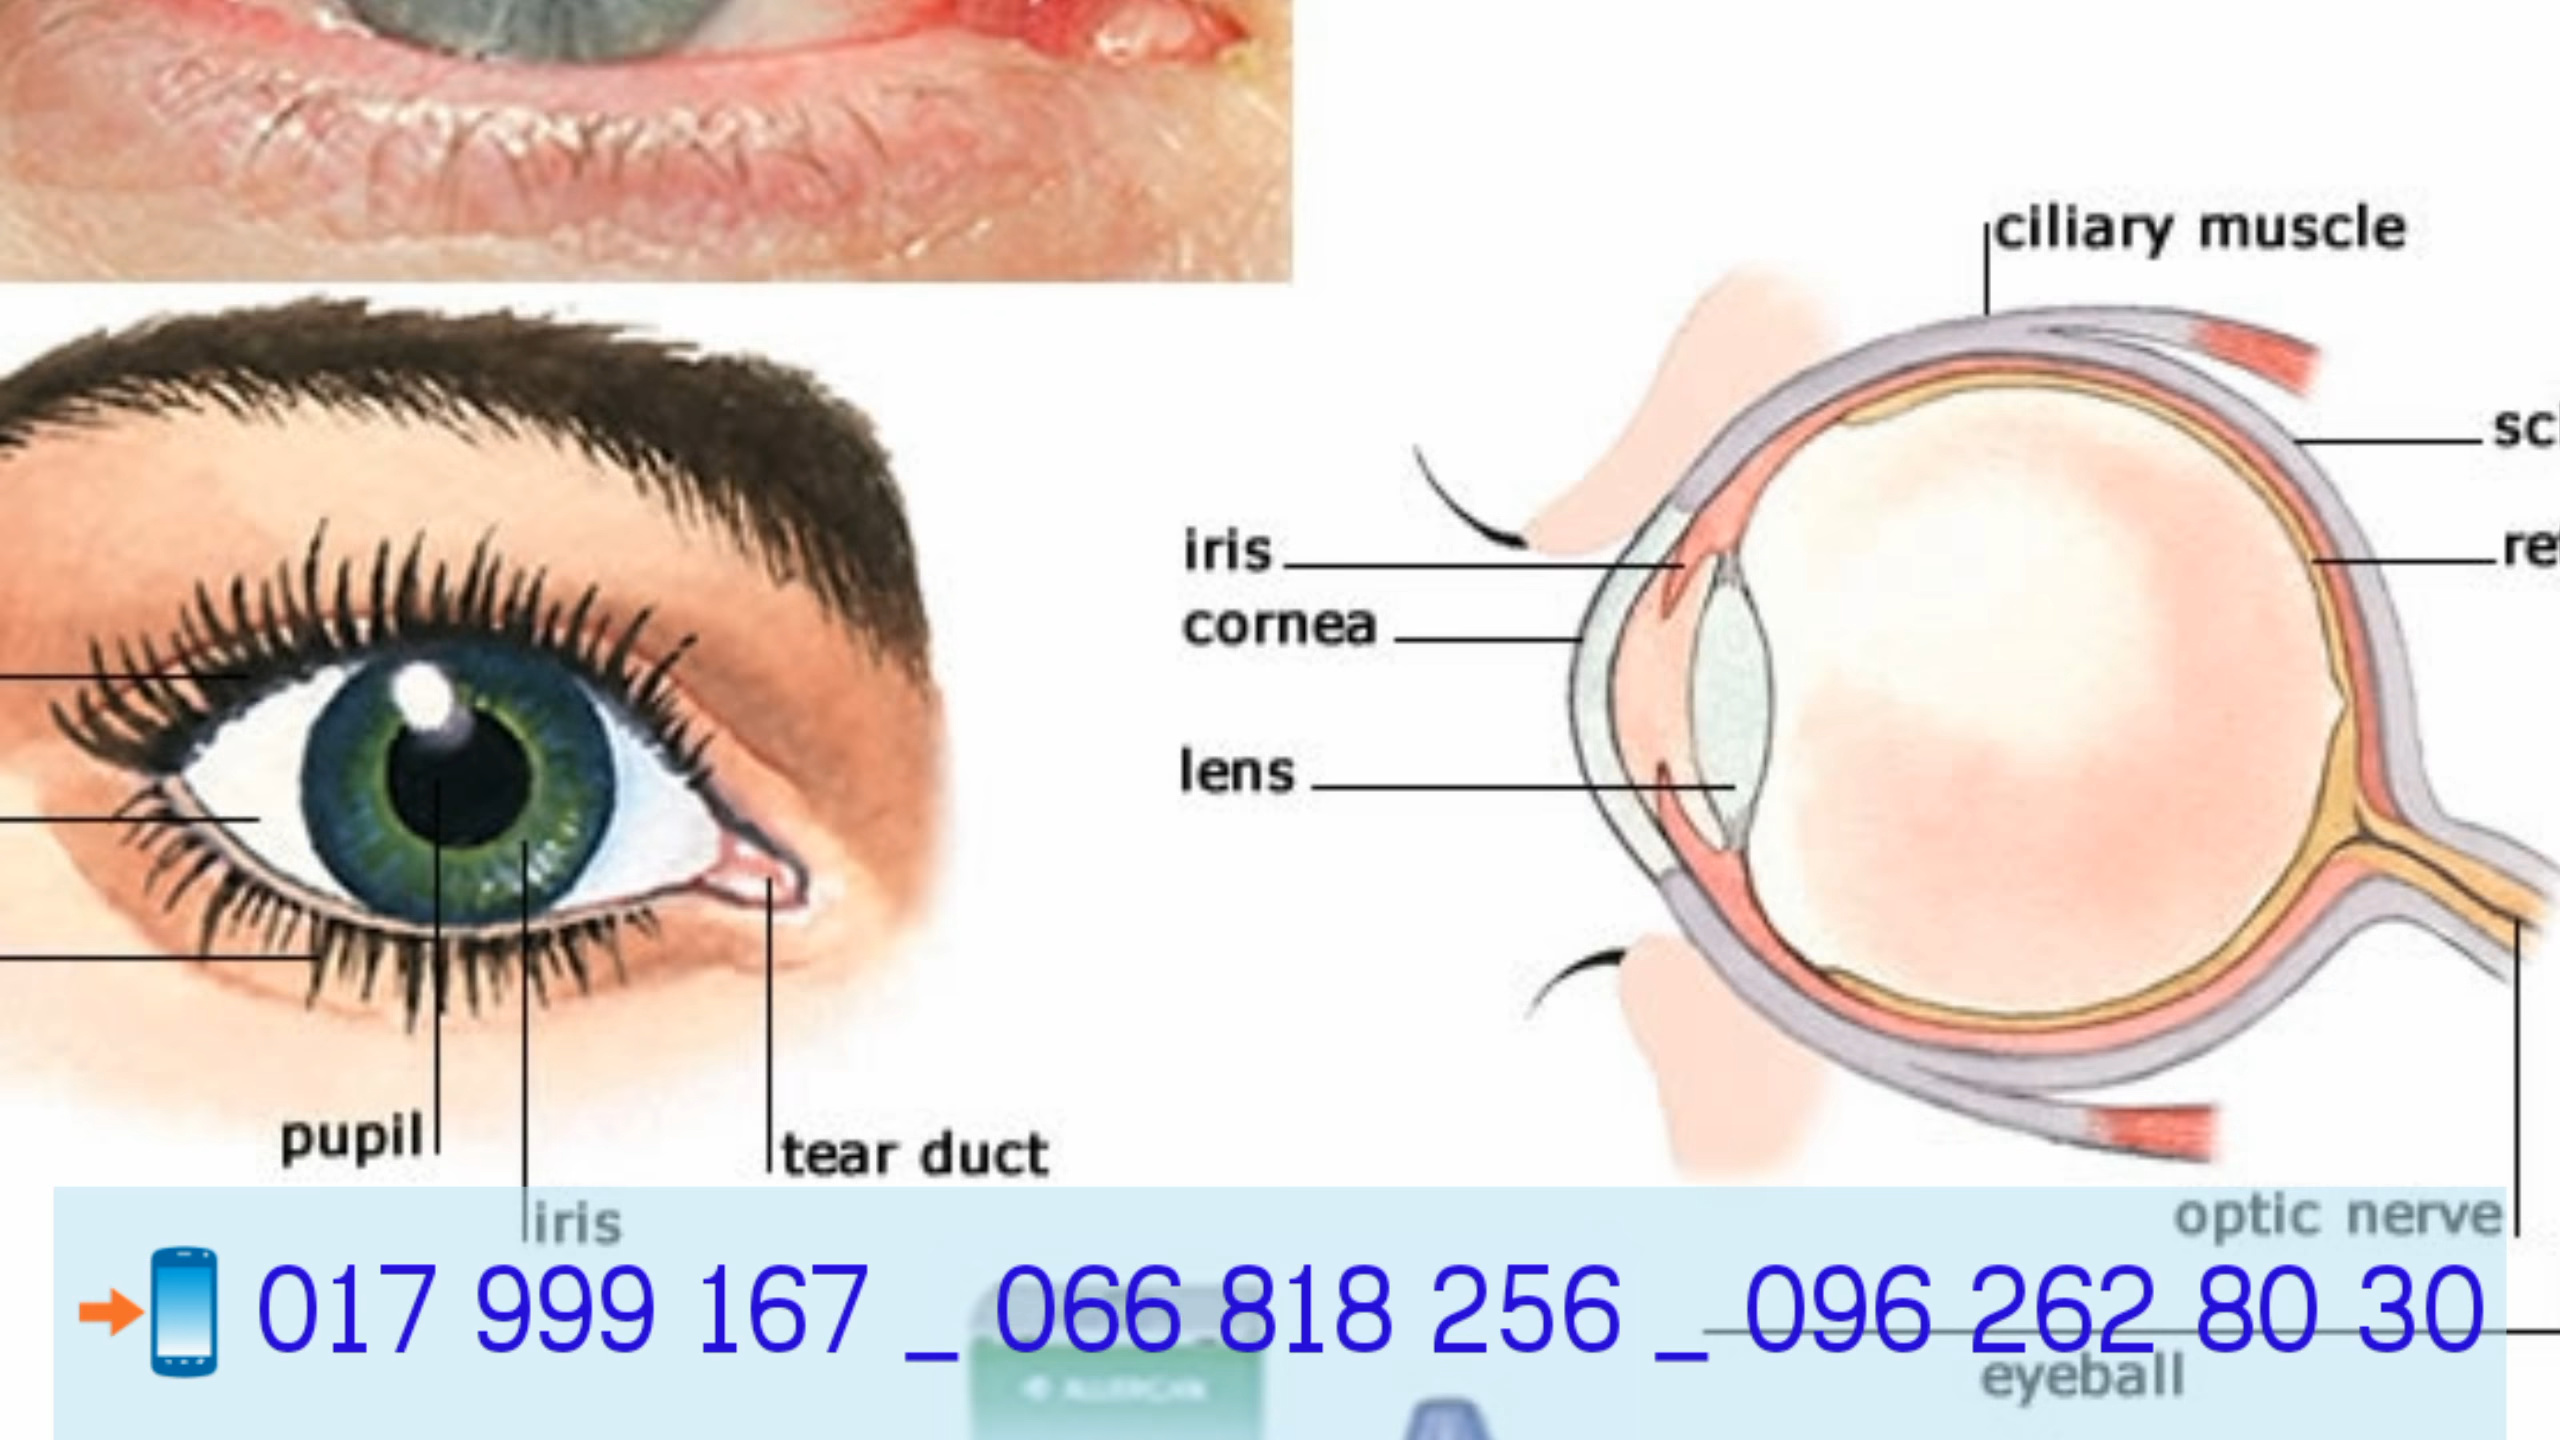 ciliary muscle
iris
cornea
lens
pupil
tear duct
iris
optic nerve
017 999 167 _ 066 818 256 _ 096 262 80 30
eyeball
ALLERGAN